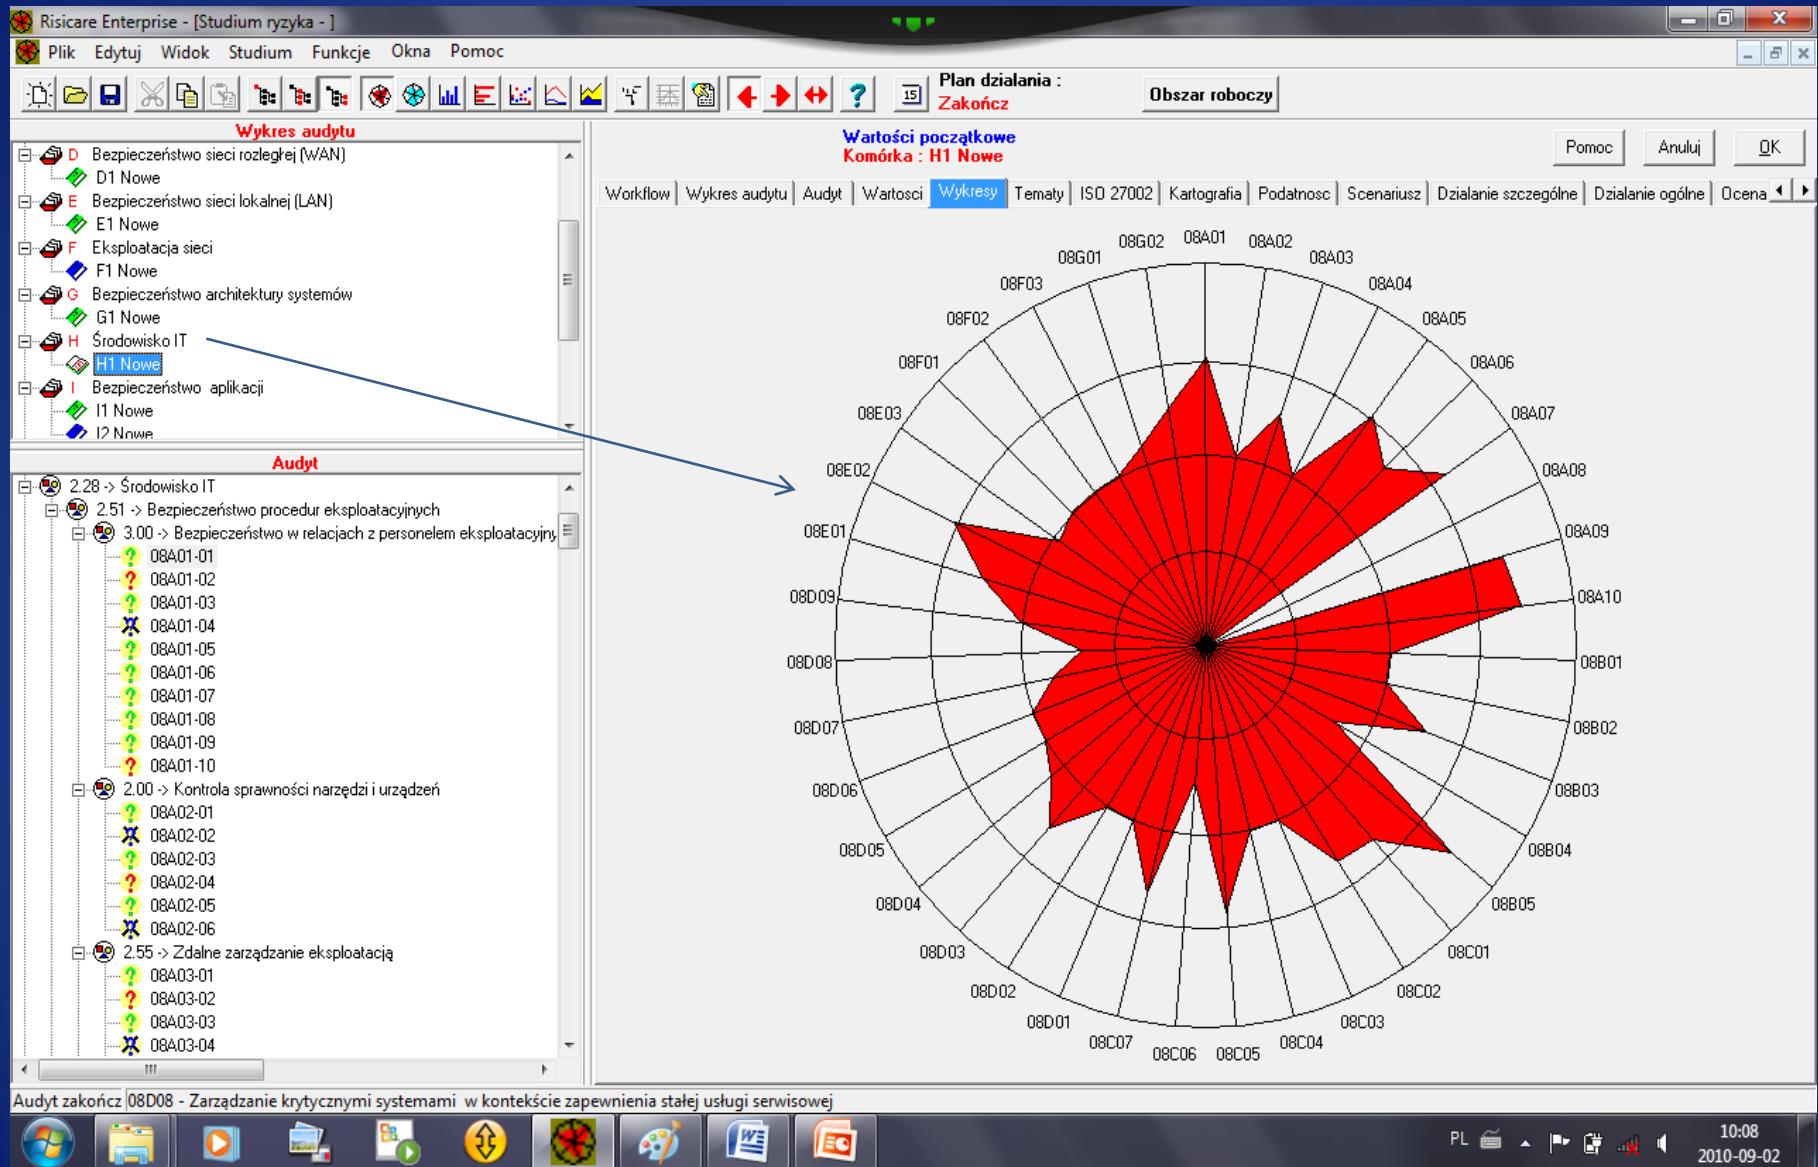 Risicare Enterprise - [Studium ryzyka - ]
Plik Edytuj Widok Studium Funkcje Okna Pomoc
15
Plan dzialania :
Zakończ
Obszar roboczy
Wykres audytu
D Bezpieczeństwo sieci rozległej (WAN)
D1 Nowe
E Bezpieczeństwo sieci lokalnej (LAN)
E1 Nowe
F Eksploatacja sieci
F1 Nowe
G Bezpieczeństwo architektury systemów
G1 Nowe
H Środowisko IT
H1 Nowe
I Bezpieczeństwo aplikacji
I1 Nowe
I2 Nowe
Audyt
2.28 -> Środowisko IT
2.51 -> Bezpieczeństwo procedur eksploatacyjnych
3.00 -> Bezpieczeństwo w relacjach z personelem eksploatacyjny
08A01-01
08A01-02
08A01-03
08A01-04
08A01-05
08A01-06
08A01-07
08A01-08
08A01-09
08A01-10
2.00 -> Kontrola sprawności narzędzi i urządzeń
08A02-01
08A02-02
08A02-03
08A02-04
08A02-05
08A02-06
2.55 -> Zdalne zarządzanie eksploatacją
08A03-01
08A03-02
08A03-03
08A03-04
Wartości początkowe
Komórka : H1 Nowe
Pomoc Anuluj OK
Workflow Wykres audytu Audyt Wartosci Wykresy Tematy ISO 27002 Kartografia Podatnosc Scenariusz Dzialanie szczególne Dzialanie ogólne Ocena
08A01
08A02
08A03
08A04
08A05
08A06
08A07
08A08
08A09
08A10
08B01
08B02
08B03
08B04
08B05
08C01
08C02
08C03
08C04
08C05
08C06
08C07
08D01
08D02
08D03
08D04
08D05
08D06
08D07
08D08
08D09
08E01
08E02
08E03
08F01
08F02
08F03
08G01
08G02
Audyt zakończ 08D08 - Zarządzanie krytycznymi systemami w kontekście zapewnienia stałej usługi serwisowej
PL
10:08
2010-09-02